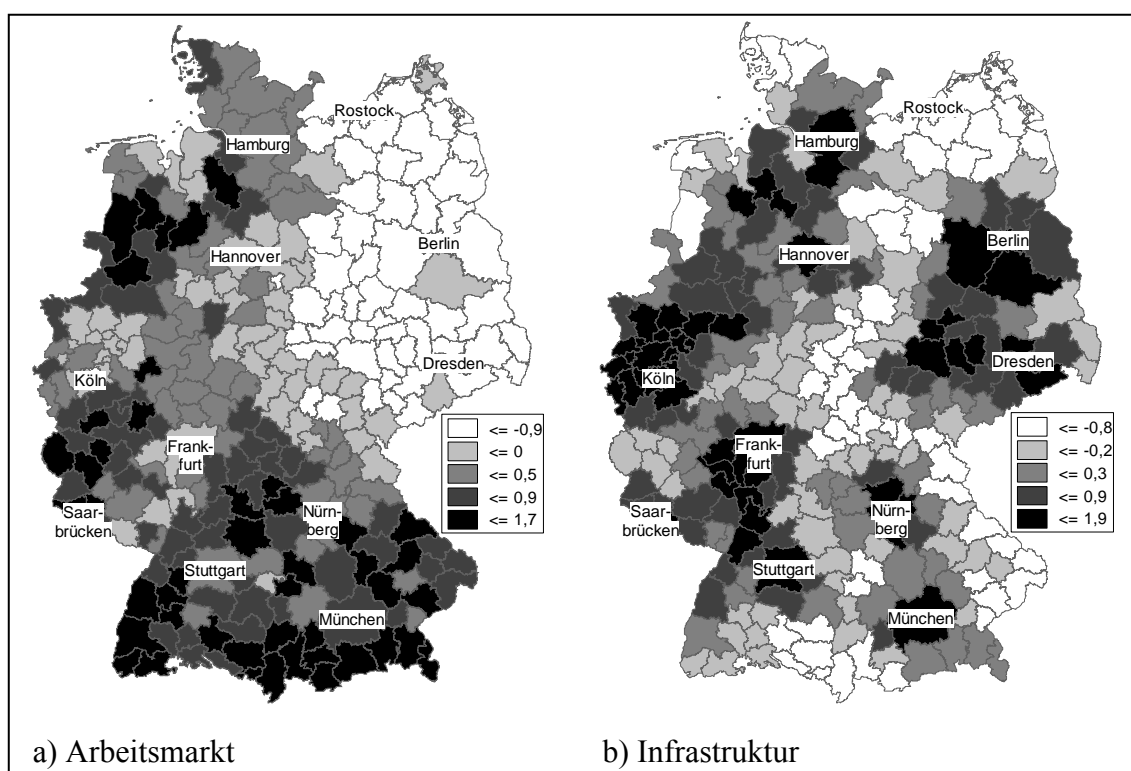 Rostock
Hamburg
Berlin
Hannover
Dresden
Köln
Frank-
furt
Saar-
brücken
Nürn-
berg
Stuttgart
München
<= -0,9
<= 0
<= 0,5
<= 0,9
<= 1,7
a) Arbeitsmarkt
Rostock
Hamburg
Berlin
Hannover
Dresden
Köln
Frank-
furt
Saar-
brücken
Nürn-
berg
Stuttgart
München
<= -0,8
<= -0,2
<= 0,3
<= 0,9
<= 1,9
b) Infrastruktur